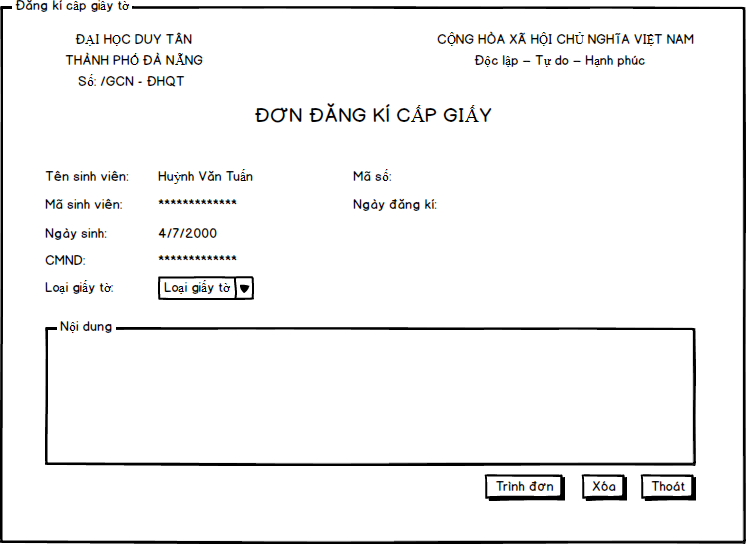 Đăng kí cấp giấy tờ
ĐẠI HỌC DUY TÂN
THÀNH PHÓ ĐÀ NẴNG
Số: /GCN - ĐHQT
CỘNG HÒA XÃ HỘI CHỦ NGHĨA VIỆT NAM
Độc lập – Tự do – Hạnh phúc
ĐƠN ĐĂNG KÍ CẤP GIẤY
Tên sinh viên: Huỳnh Văn Tuấn
Mã số:
Mã sinh viên: *************
Ngày đăng kí:
Ngày sinh: 4/7/2000
CMND: *************
Loại giấy tờ: Loại giấy tờ
Nội dung
Trình đơn Xóa Thoát